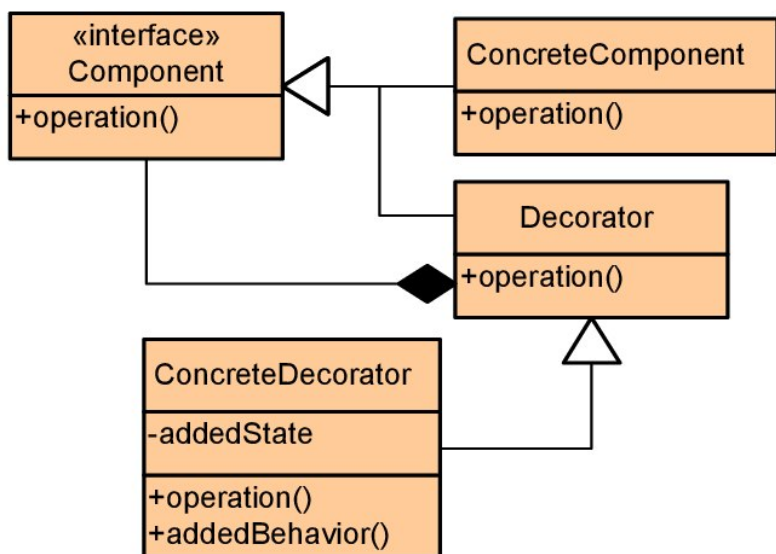 «interface»
Component
+operation()
ConcreteComponent
+operation()
Decorator
+operation()
ConcreteDecorator
-addedState
+operation()
+addedBehavior()